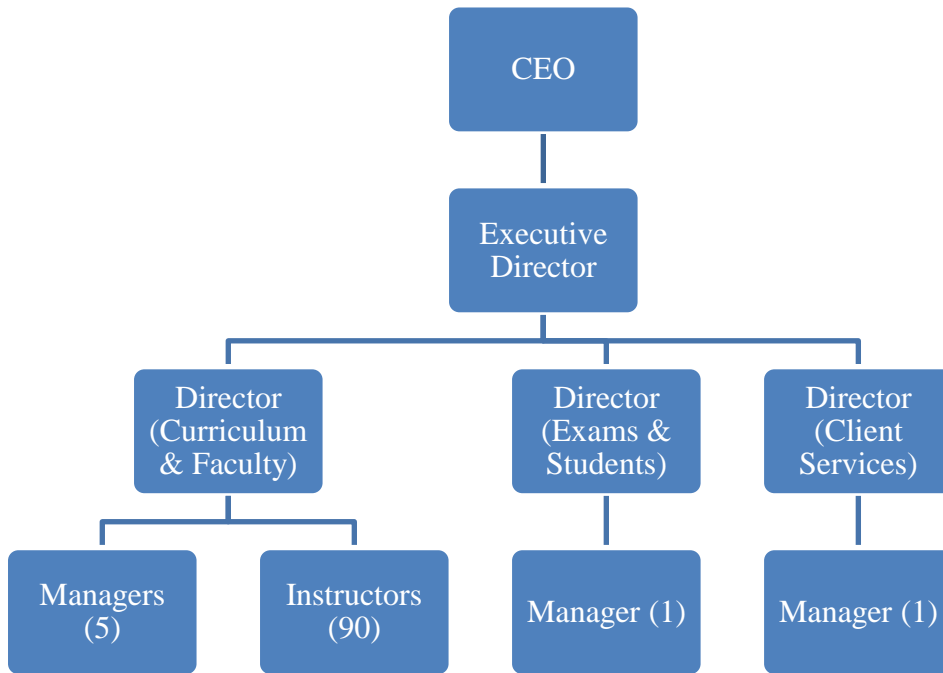 CEO
Executive
Director
Director
(Curriculum
& Faculty)
Director
(Exams &
Students)
Director
(Client
Services)
Managers
(5)
Instructors
(90)
Manager (1)
Manager (1)